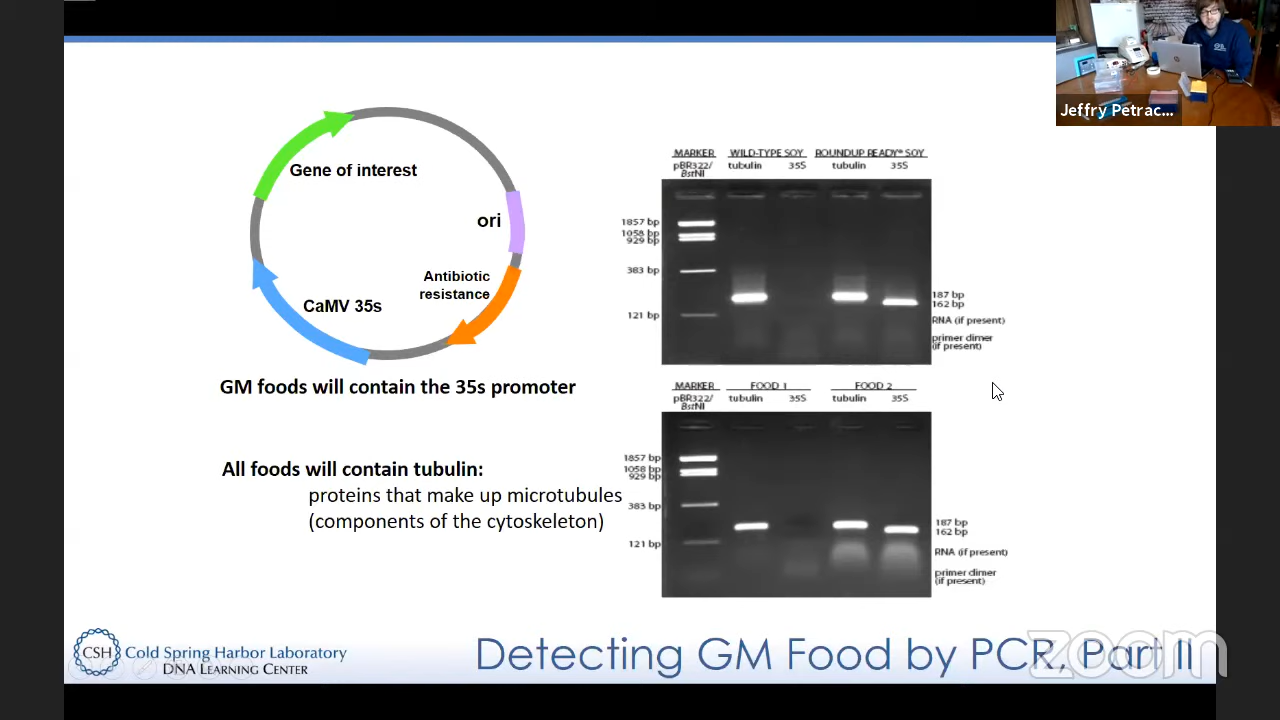 Jeffry Petrac...
Gene of interest
ori
Antibiotic
resistance
CaMV 35s
GM foods will contain the 35s promoter
All foods will contain tubulin:
proteins that make up microtubules
(components of the cytoskeleton)
MARKER WILD-TYPE SOY ROUNDUP READY® SOY
pBR322/ tubulin 35S tubulin 35S
BstNI
1857 bp
1058 bp
929 bp
383 bp
187 bp
162 bp
121 bp
RNA (if present)
primer dimer
(if present)
MARKER FOOD 1 FOOD 2
pBR322/ tubulin 35S tubulin 35S
BstNI
1857 bp
1058 bp
929 bp
383 bp
187 bp
162 bp
121 bp
RNA (if present)
primer dimer
(if present)
CSH Cold Spring Harbor Laboratory
DNA LEARNING CENTER
Detecting GM Food by PCR, Part II
zoom